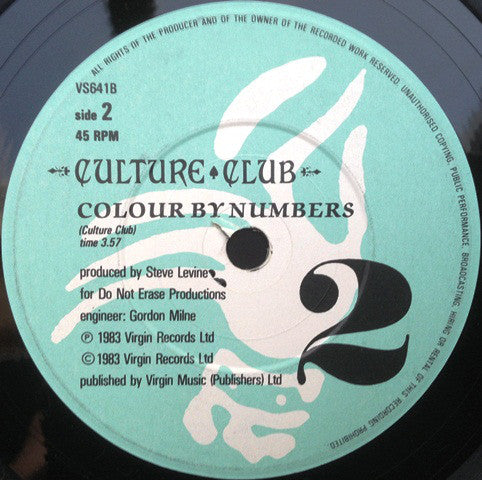 ALL RIGHTS OF THE PRODUCER AND OF THE OWNER OF THE RECORDED WORK RESERVED. UNAUTHORISED COPYING, PUBLIC PERFORMANCE, BROADCASTING, HIRING OR RENTAL OF THIS RECORDING PROHIBITED.
VS641B
side 2
45 RPM
CULTURE CLUB
COLOUR BY NUMBERS
(Culture Club)
time 3.57
produced by Steve Levine
for Do Not Erase Productions
engineer: Gordon Milne
℗ 1983 Virgin Records Ltd
© 1983 Virgin Records Ltd
published by Virgin Music (Publishers) Ltd
2